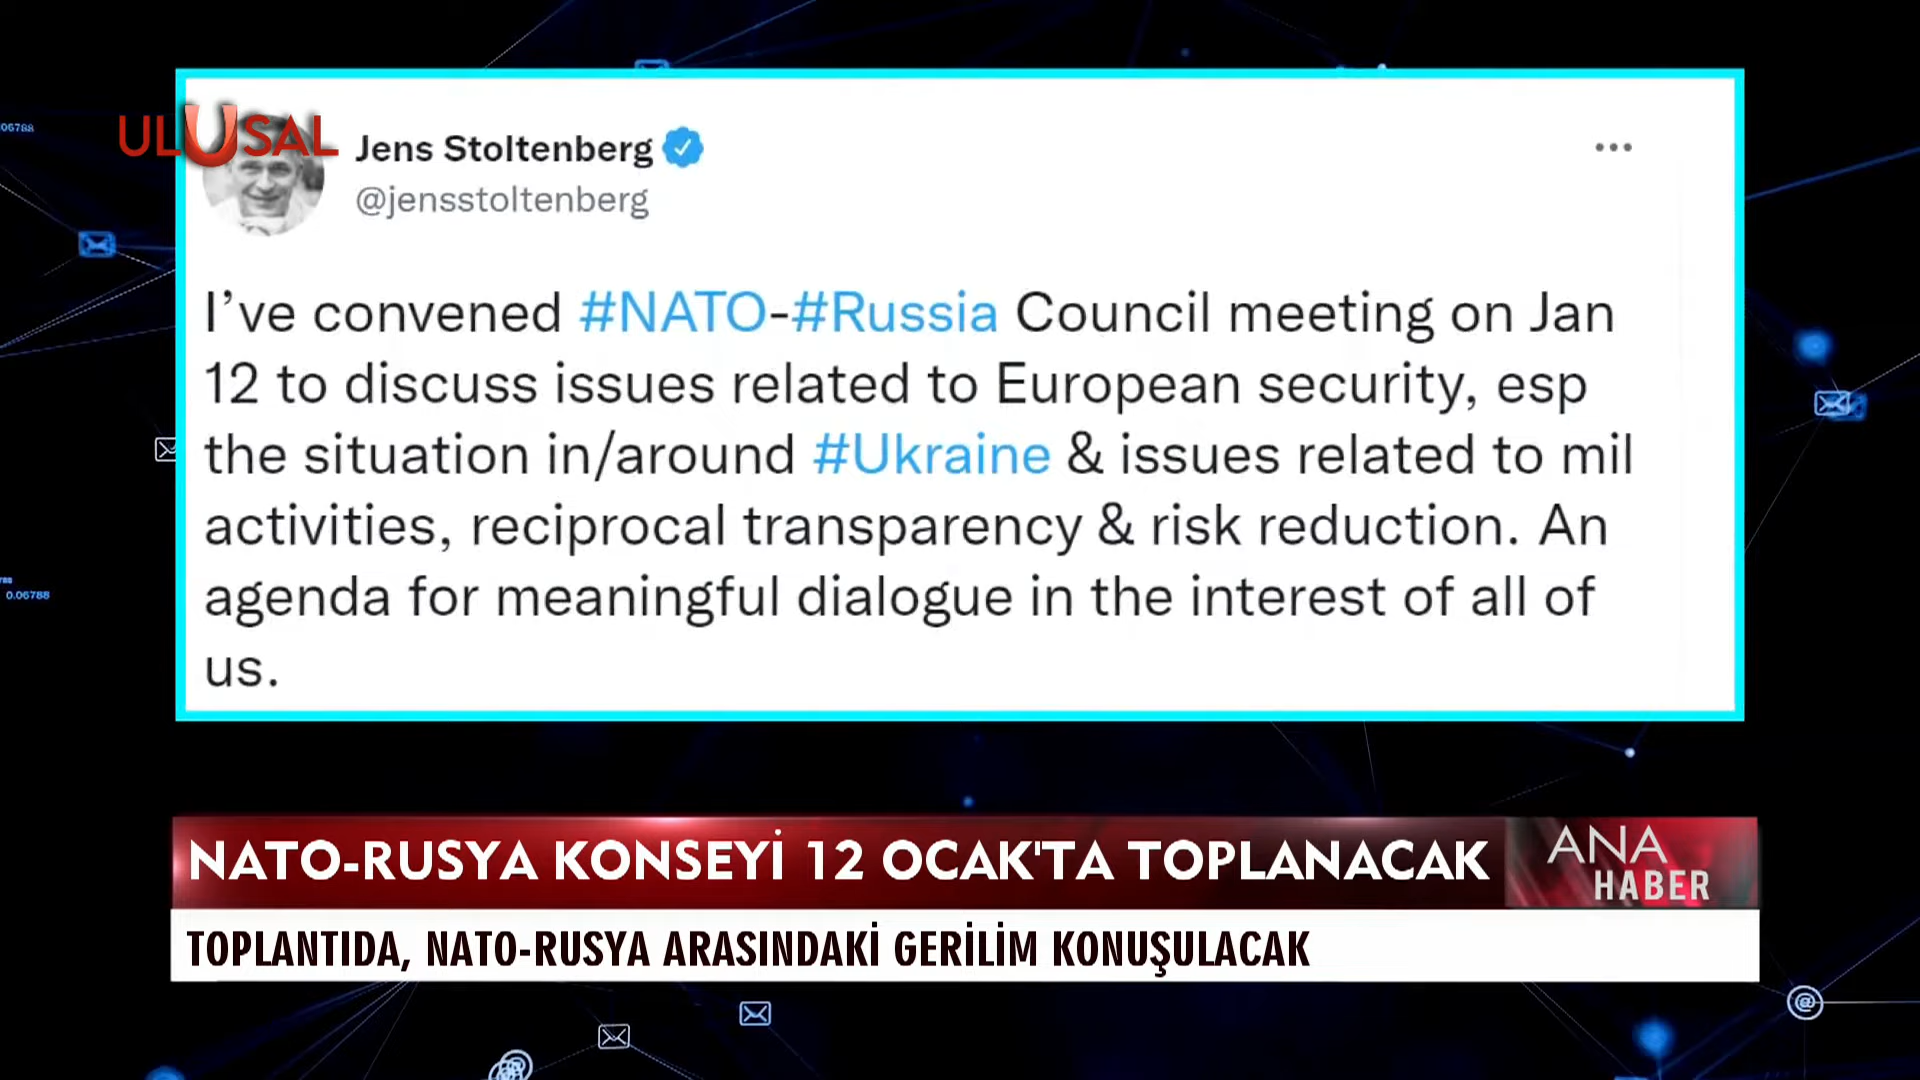 06788
ULUSAL
Jens Stoltenberg
@jensstoltenberg
I’ve convened #NATO-#Russia Council meeting on Jan
12 to discuss issues related to European security, esp
the situation in/around #Ukraine & issues related to mil
activities, reciprocal transparency & risk reduction. An
agenda for meaningful dialogue in the interest of all of
us.
0.06788
NATO-RUSYA KONSEYİ 12 OCAK'TA TOPLANACAK
ANA
HABER
TOPLANTIDA, NATO-RUSYA ARASINDAKİ GERİLİM KONUŞULACAK